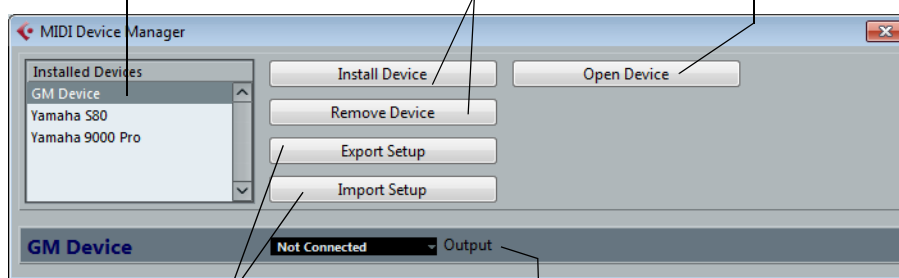 MIDI Device Manager
Installed Devices
GM Device
Yamaha S80
Yamaha 9000 Pro
Install Device
Open Device
Remove Device
Export Setup
Import Setup
GM Device
Not Connected
Output